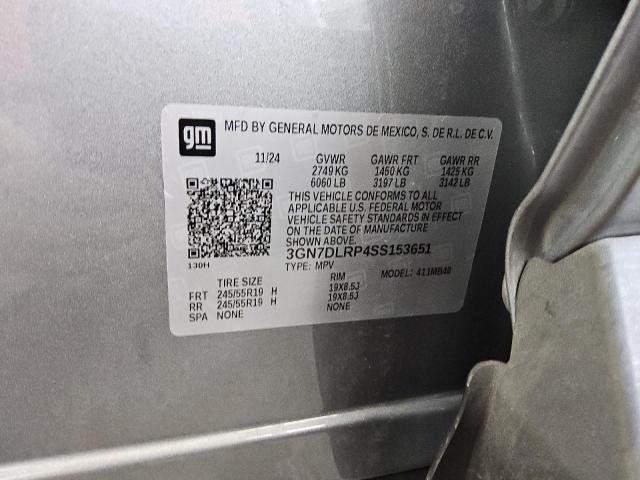 gm MFD BY GENERAL MOTORS DE MEXICO, S. DE R.L. DE C.V.
11/24 GVWR GAWR FRT GAWR RR
2749 KG 1450 KG 1425 KG
6060 LB 3197 LB 3142 LB
THIS VEHICLE CONFORMS TO ALL
APPLICABLE U.S. FEDERAL MOTOR
VEHICLE SAFETY STANDARDS IN EFFECT
ON THE DATE OF MANUFACTURE
SHOWN ABOVE.
3GN7DLRP4SS153651
130H TYPE: MPV MODEL: 411MB48
TIRE SIZE RIM
FRT 245/55R19 H 19X8.5J
RR 245/55R19 H 19X8.5J
SPA NONE NONE